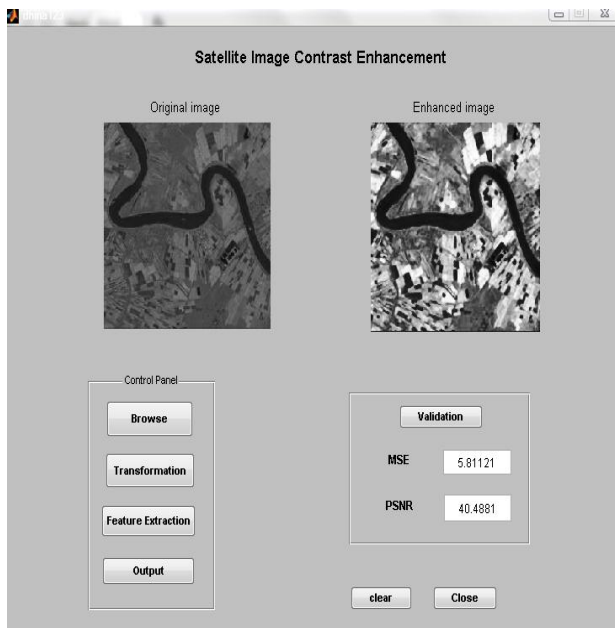 Satellite Image Contrast Enhancement
Original image
Enhanced image
Control Panel
Browse
Transformation
Feature Extraction
Output
Validation
MSE
5.81121
PSNR
40.4881
clear
Close